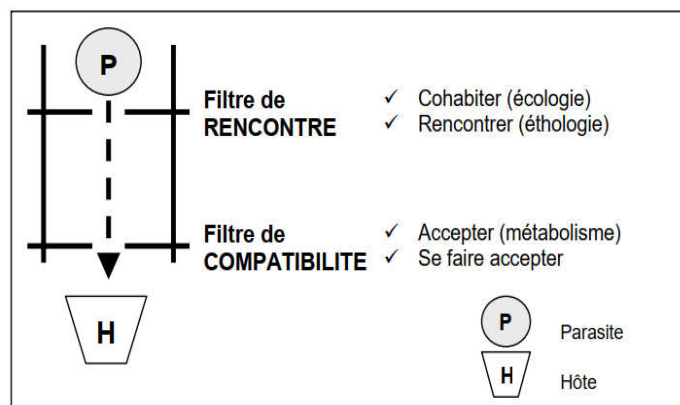 P
Filtre de
RENCONTRE
✓ Cohabiter (écologie)
✓ Rencontrer (éthologie)
Filtre de
COMPATIBILITE
✓ Accepter (métabolisme)
✓ Se faire accepter
H
P Parasite
H Hôte